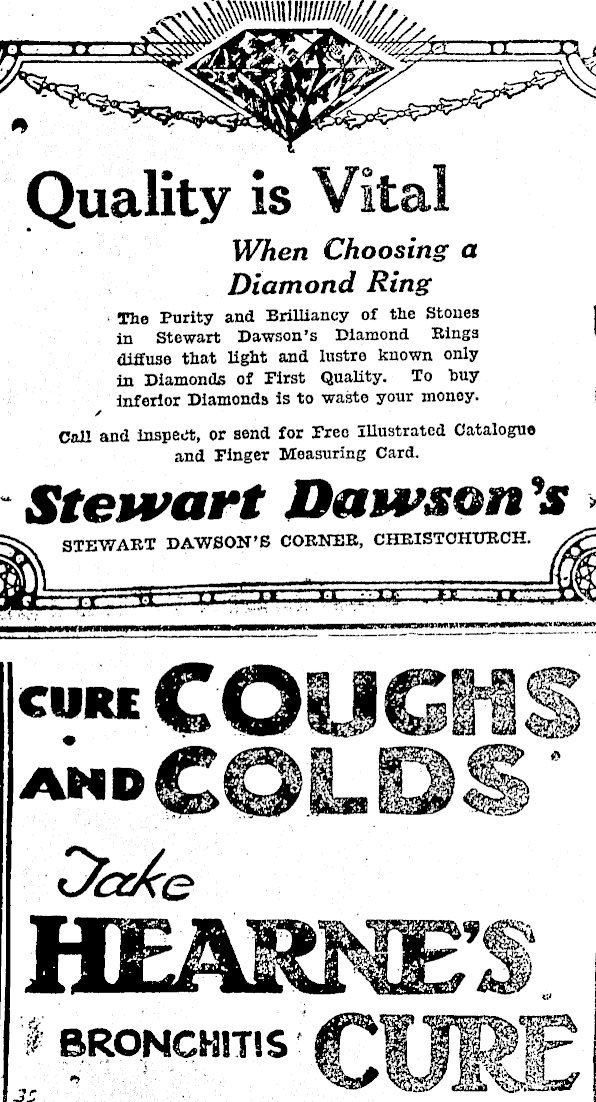 Quality is Vital
When Choosing a
Diamond Ring
The Purity and Brilliancy of the Stones
in Stewart Dawson's Diamond Rings
diffuse that light and lustre known only
in Diamonds of First Quality. To buy
inferior Diamonds is to waste your money.
Call and inspect, or send for Free Illustrated Catalogue
and Finger Measuring Card.
Stewart Dawson's
STEWART DAWSON'S CORNER, CHRISTCHURCH.
CURE COUGHS
AND COLDS
Take
HEARNE'S
BRONCHITIS CURE
35